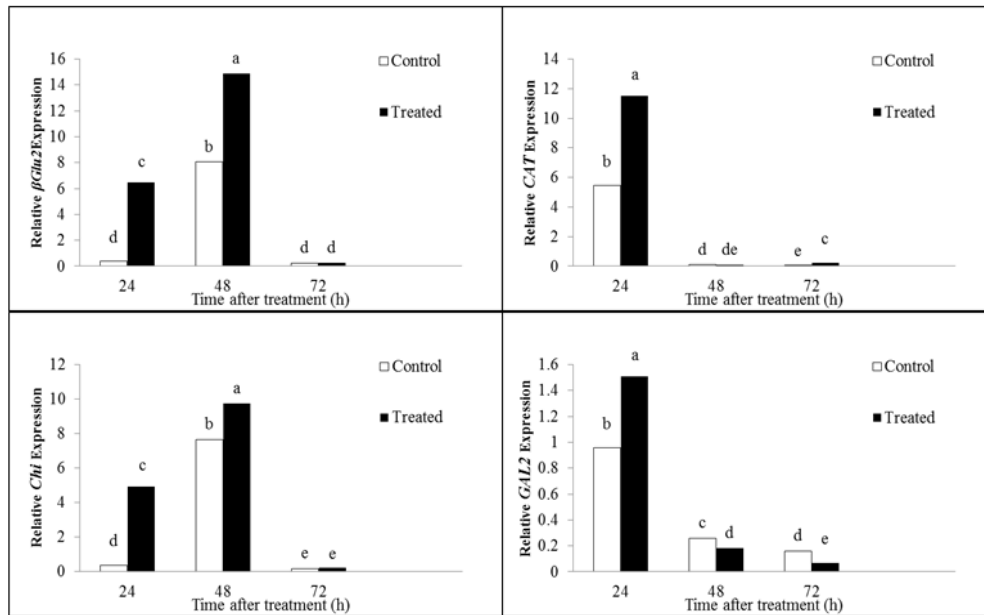 Relative βGlu2 Expression
16
14
12
10
8
6
4
2
0
d
c
b
a
d d
24 48 72
Time after treatment (h)
Control
Treated
Relative CAT Expression
14
12
10
8
6
4
2
0
b
a
d de
e
c
24 48 72
Time after treatment (h)
Control
Treated
Relative Chi Expression
12
10
8
6
4
2
0
d
c
b
a
e e
24 48 72
Time after treatment (h)
Control
Treated
Relative GAL2 Expression
1.6
1.4
1.2
1
0.8
0.6
0.4
0.2
0
b
a
c
d
d
e
24 48 72
Time after treatment (h)
Control
Treated